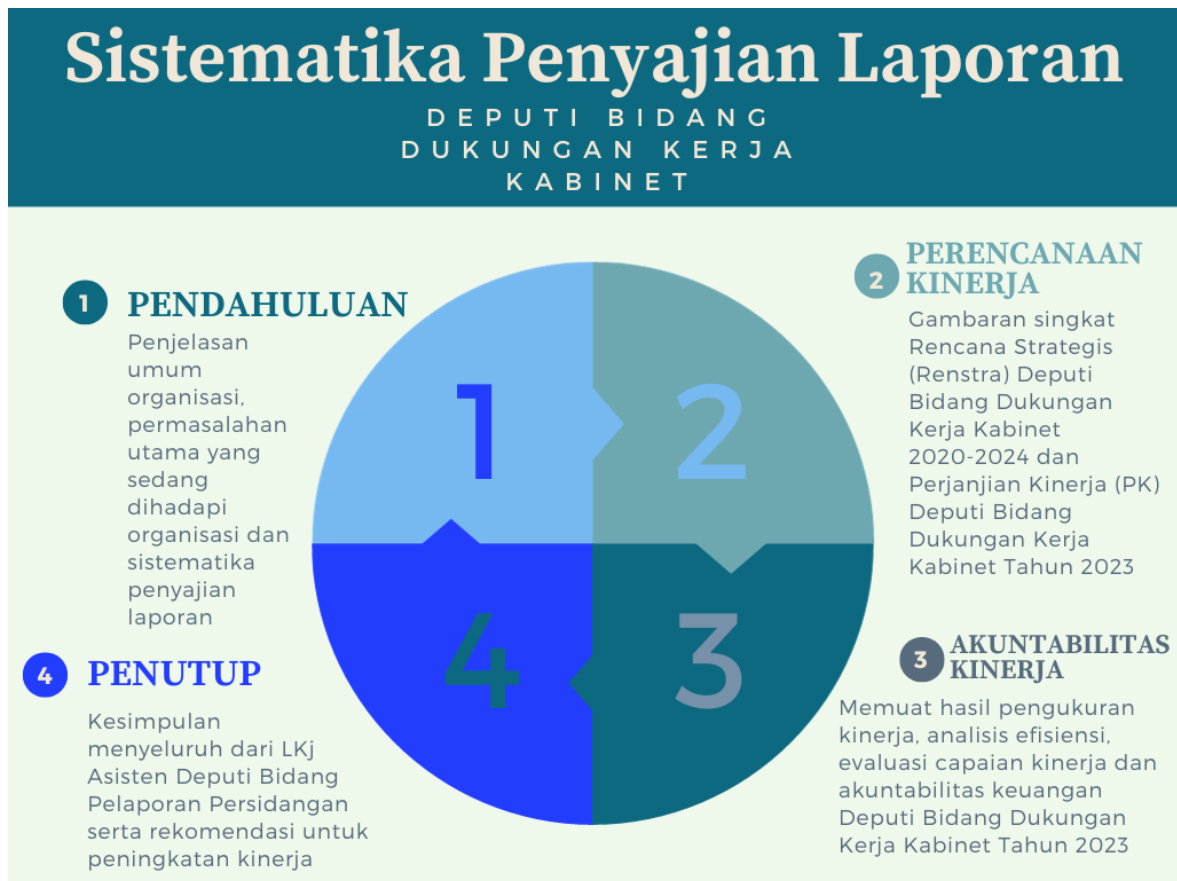 Sistematika Penyajian Laporan
DEPUTI BIDANG
DUKUNGAN KERJA
KABINET
1
PENDAHULUAN
Penjelasan
umum
organisasi,
permasalahan
utama yang
sedang
dihadapi
organisasi dan
sistematika
penyajian
laporan
2
PERENCANAAN
KINERJA
Gambaran singkat
Rencana Strategis
(Renstra) Deputi
Bidang Dukungan
Kerja Kabinet
2020-2024 dan
Perjanjian Kinerja (PK)
Deputi Bidang
Dukungan Kerja
Kabinet Tahun 2023
1
2
4
3
3
AKUNTABILITAS
KINERJA
Memuat hasil pengukuran
kinerja, analisis efisiensi,
evaluasi capaian kinerja dan
akuntabilitas keuangan
Deputi Bidang Dukungan
Kerja Kabinet Tahun 2023
4
PENUTUP
Kesimpulan
menyeluruh dari LKj
Asisten Deputi Bidang
Pelaporan Persidangan
serta rekomendasi untuk
peningkatan kinerja